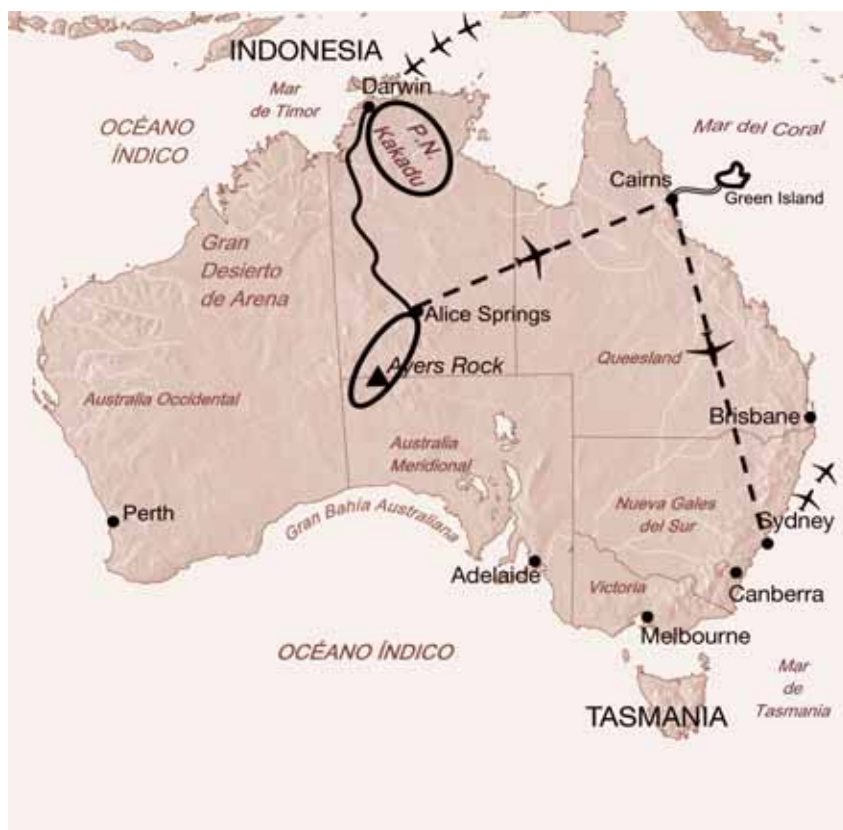 INDONESIA
Darwin
Mar
de Timor
OCÉANO
ÍNDICO
P.N.
Kakadu
Mar del Coral
Cairns
Green Island
Gran
Desierto
de Arena
Alice Springs
Ayers Rock
Queesland
Australia Occidental
Brisbane
Australia
Meridional
Nueva Gales
del Sur
Perth
Gran Bahía Australiana
Sydney
Adelaide
Victoria
Canberra
Melbourne
OCÉANO ÍNDICO
Mar
de
Tasmania
TASMANIA